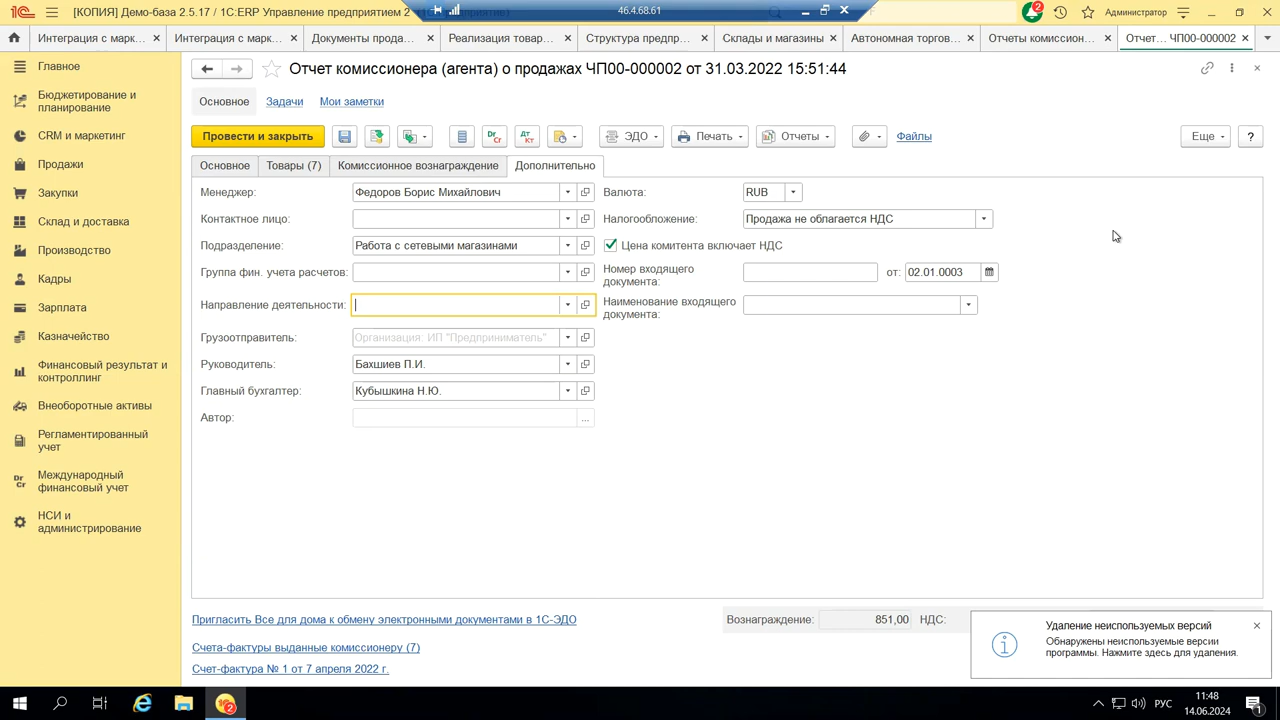 [КОПИЯ] Демо-база 2.5.17 / 1С:ERP Управление предприятием 2
46.4.68.61
2
Администратор
Интеграция с марк...
Интеграция с марк...
Документы прода...
Реализация товар...
Структура предпр...
Склады и магазины
Автономная торгов...
Отчеты комиссион...
Отчет... ЧП00-000002
Главное
Бюджетирование и
планирование
CRM и маркетинг
Продажи
Закупки
Склад и доставка
Производство
Кадры
Зарплата
Казначейство
Финансовый результат и
контроллинг
Внеоборотные активы
Регламентированный
учет
Международный
финансовый учет
НСИ и
администрирование
Отчет комиссионера (агента) о продажах ЧП00-000002 от 31.03.2022 15:51:44
Основное Задачи Мои заметки
Провести и закрыть
ЭДО
Печать
Отчеты
Файлы
Еще
?
Основное
Товары (7)
Комиссионное вознаграждение
Дополнительно
Менеджер: Федоров Борис Михайлович
Валюта: RUB
Контактное лицо:
Налогообложение: Продажа не облагается НДС
Подразделение: Работа с сетевыми магазинами
Цена комитента включает НДС
Группа фин. учета расчетов:
Номер входящего
документа:
от: 02.01.0003
Направление деятельности:
Наименование входящего
документа:
Грузоотправитель: Организация: ИП "Предприниматель"
Руководитель: Бахшиев П.И.
Главный бухгалтер: Кубышкина Н.Ю.
Автор:
Пригласить Все для дома к обмену электронными документами в 1С-ЭДО
Вознаграждение: 851,00 НДС:
Счета-фактуры выданные комиссионеру (7)
Счет-фактура № 1 от 7 апреля 2022 г.
Удаление неиспользуемых версий
Обнаружены неиспользуемые версии
программы. Нажмите здесь для удаления.
РУС
11:48
14.06.2024
1